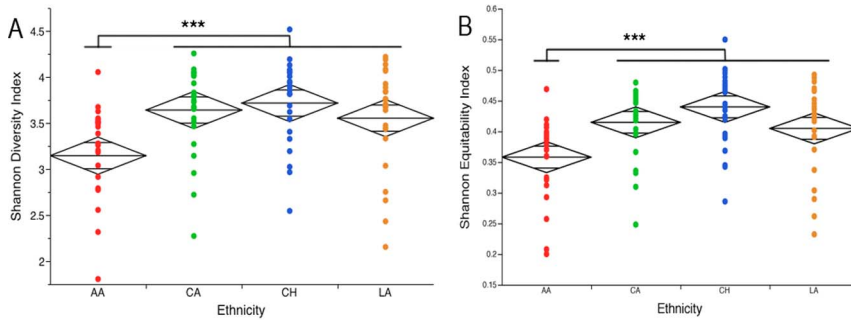 A
***
Shannon Diversity Index
4.5
4
3.5
3
2.5
2
AA CA CH LA
Ethnicity
B
***
Shannon Equitability Index
0.6
0.55
0.5
0.45
0.4
0.35
0.3
0.25
0.2
0.15
AA CA CH LA
Ethnicity